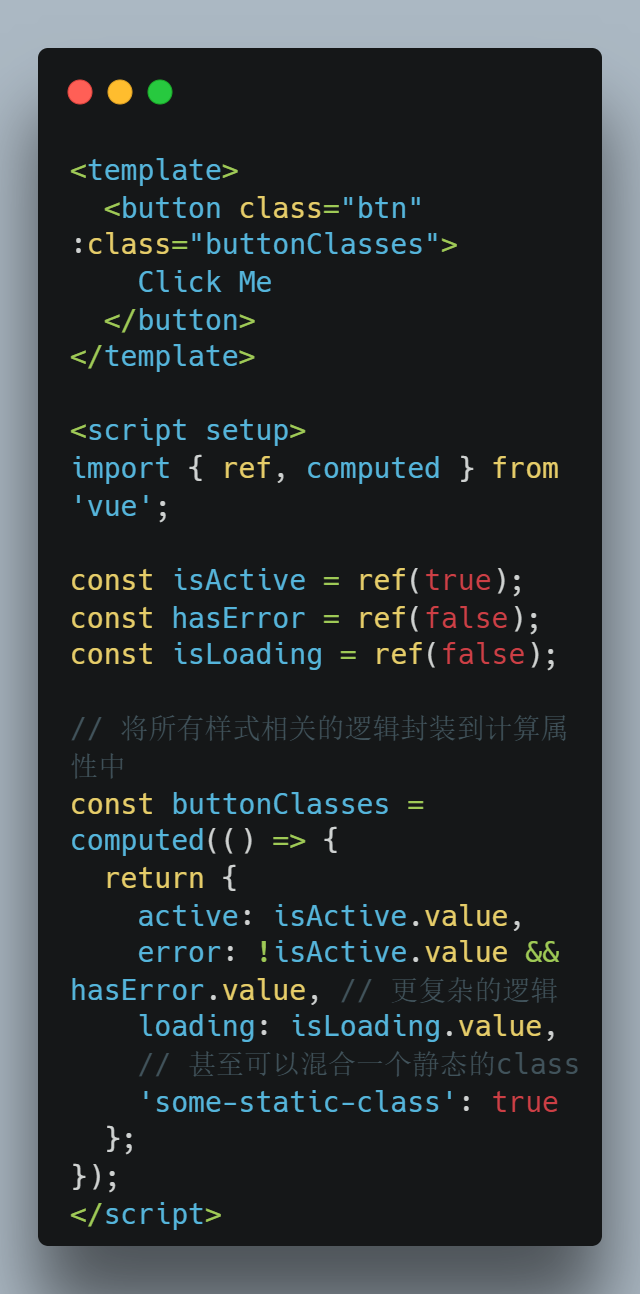 <template>
  <button class="btn"
:class="buttonClasses">
    Click Me
  </button>
</template>

<script setup>
import { ref, computed } from
'vue';

const isActive = ref(true);
const hasError = ref(false);
const isLoading = ref(false);

// 将所有样式相关的逻辑封装到计算属
性中
const buttonClasses =
computed(() => {
  return {
    active: isActive.value,
    error: !isActive.value &&
hasError.value, // 更复杂的逻辑
    loading: isLoading.value,
    // 甚至可以混合一个静态的class
    'some-static-class': true
  };
});
</script>